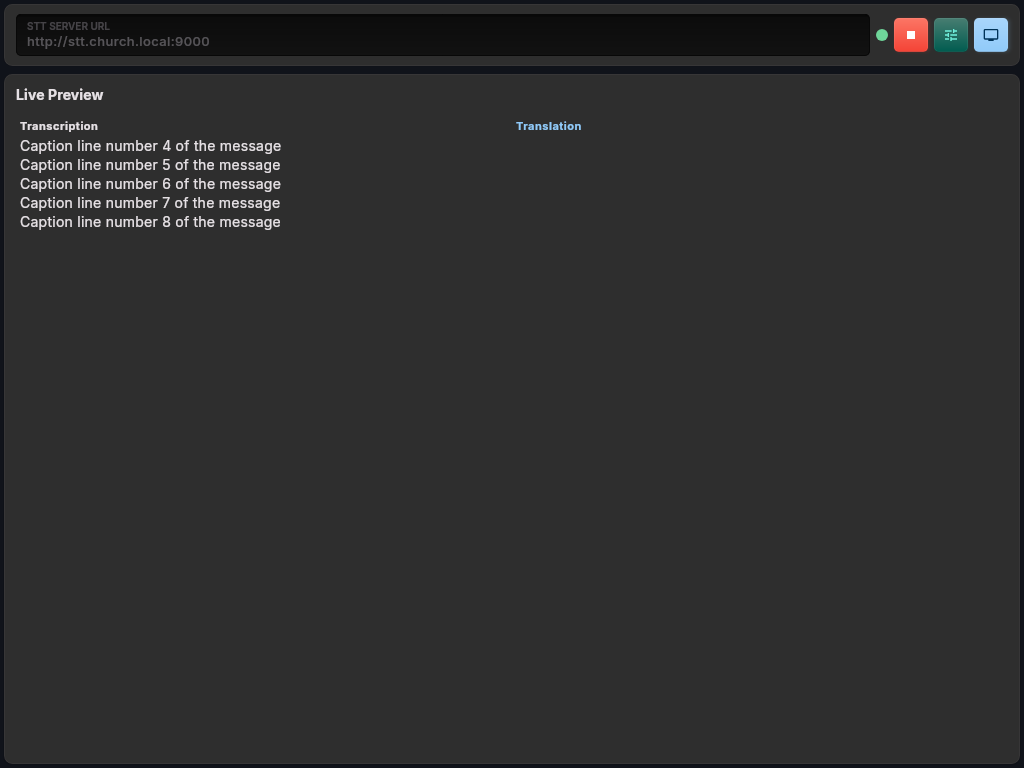 STT SERVER URL
http://stt.church.local:9000
Live Preview
Transcription
Caption line number 4 of the message
Caption line number 5 of the message
Caption line number 6 of the message
Caption line number 7 of the message
Caption line number 8 of the message
Translation